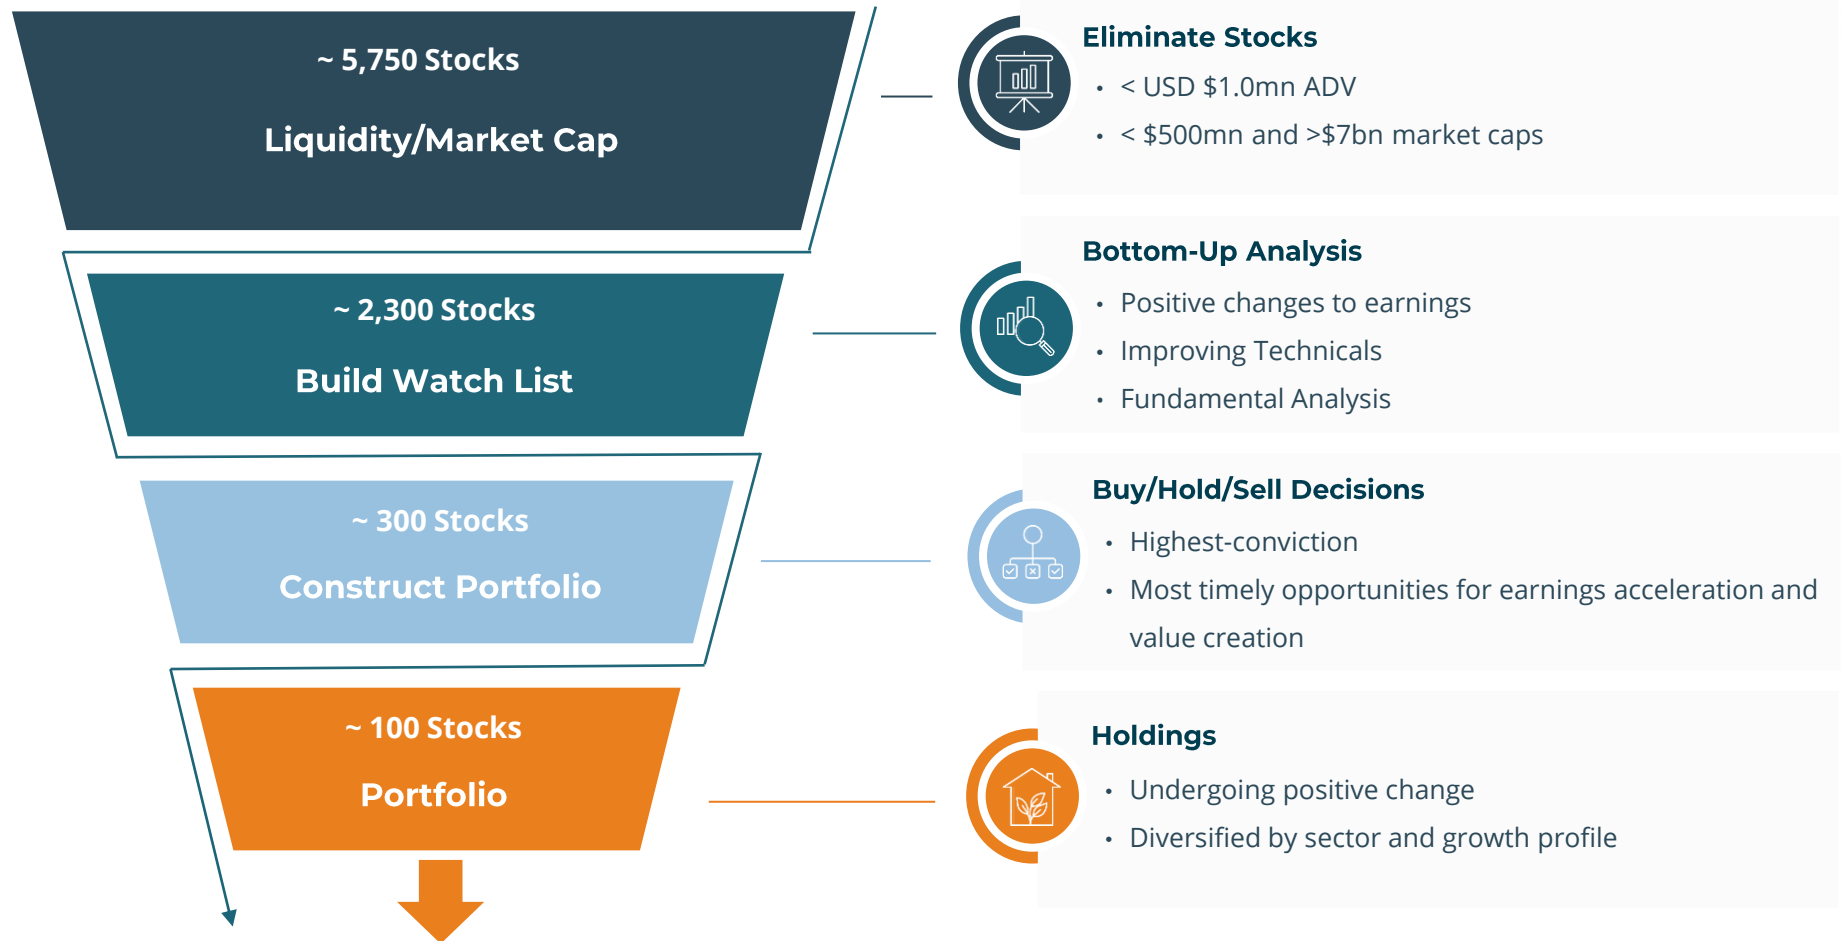 ~ 5,750 Stocks
Liquidity/Market Cap
Eliminate Stocks
• < USD $1.0mn ADV
• < $500mn and >$7bn market caps
~ 2,300 Stocks
Build Watch List
Bottom-Up Analysis
• Positive changes to earnings
• Improving Technicals
• Fundamental Analysis
~ 300 Stocks
Construct Portfolio
Buy/Hold/Sell Decisions
• Highest-conviction
• Most timely opportunities for earnings acceleration and
value creation
~ 100 Stocks
Portfolio
Holdings
• Undergoing positive change
• Diversified by sector and growth profile